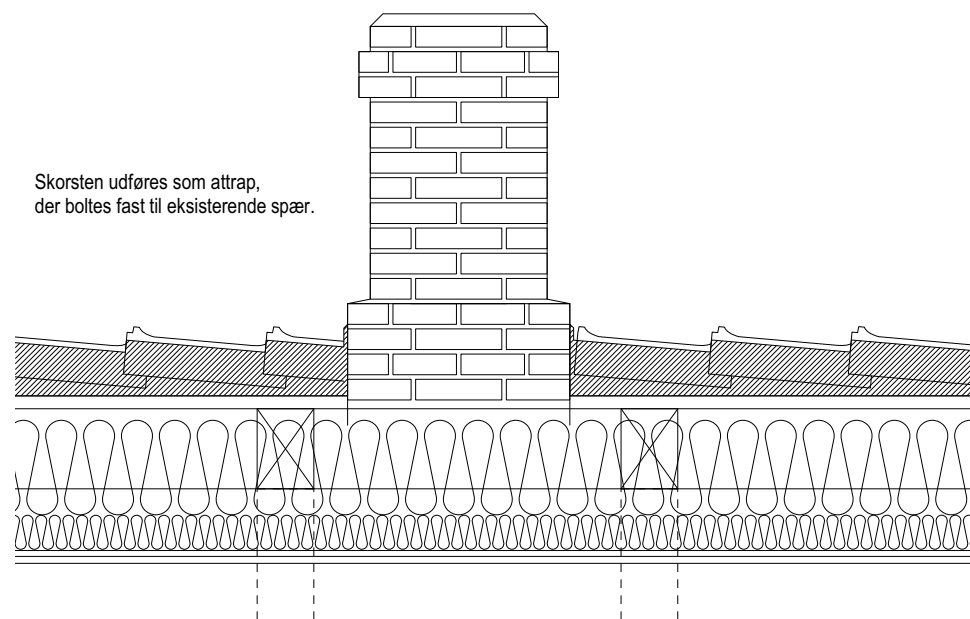 Skorsten udføres som attrap,
der boltes fast til eksisterende spær.